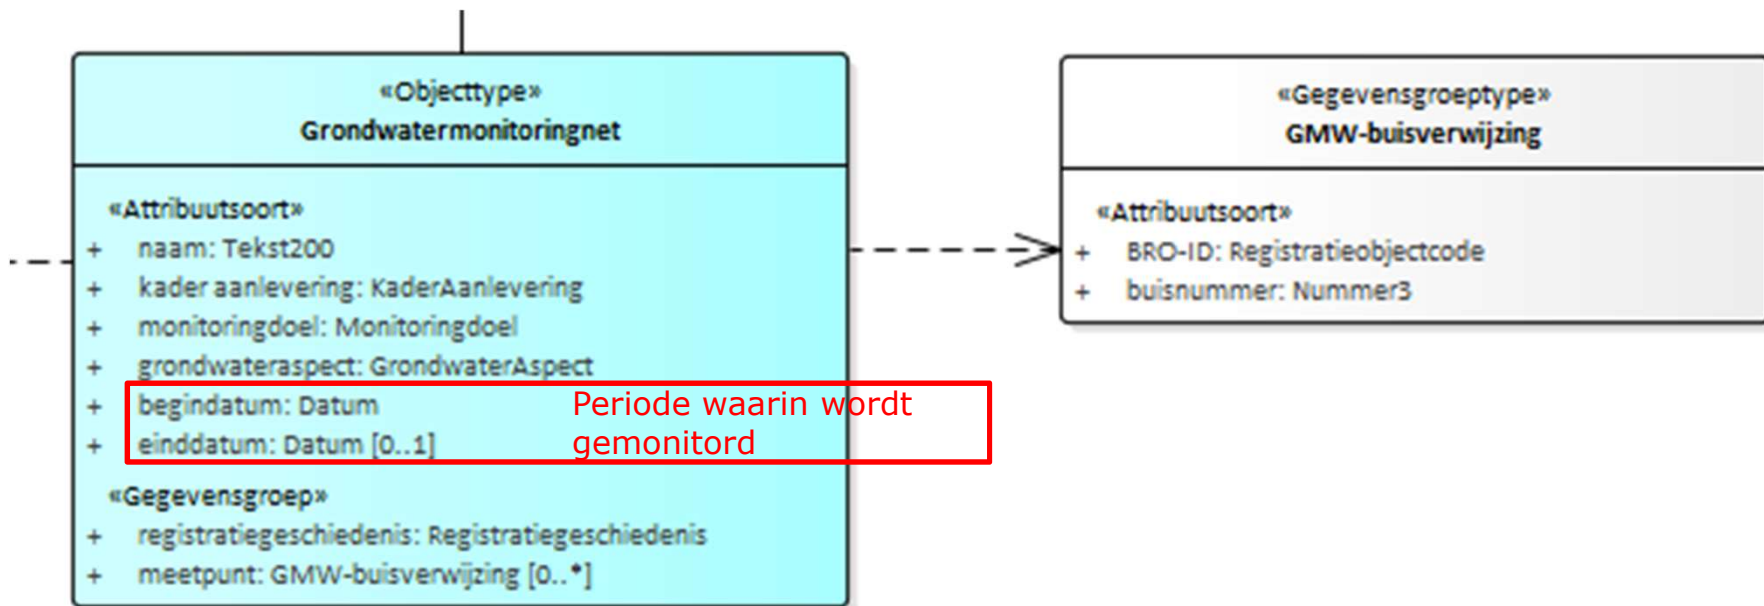 «Objecttype»
Grondwatermonitoringnet
«Attribuutsoort»
+ naam: Tekst200
+ kader aanlevering: KaderAanlevering
+ monitoringdoel: Monitoringdoel
+ grondwateraspect: GrondwaterAspect
+ begindatum: Datum
+ einddatum: Datum [0..1]
Periode waarin wordt
gemonitord
«Gegevensgroep»
+ registratiegeschiedenis: Registratiegeschiedenis
+ meetpunt: GMW-buisverwijzing [0..*]
«Gegevensgroeptype»
GMW-buisverwijzing
«Attribuutsoort»
+ BRO-ID: Registratieobjectcode
+ buisnummer: Nummer3